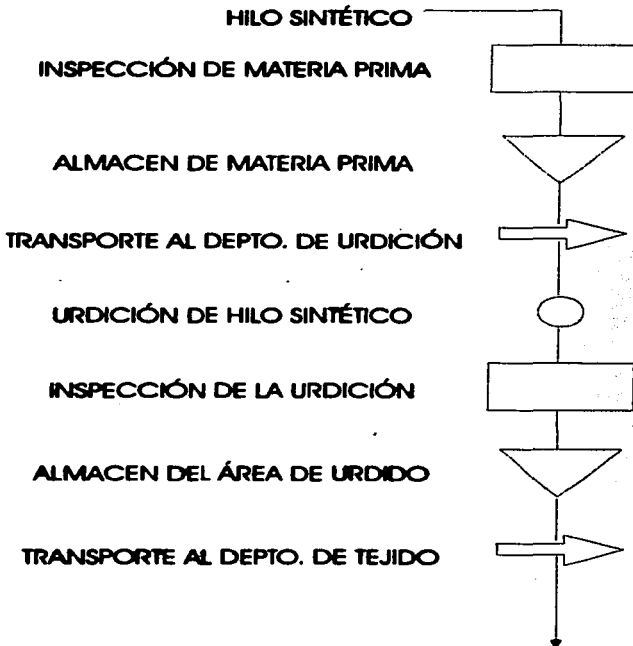 HILO SINTÉTICO
INSPECCIÓN DE MATERIA PRIMA
ALMACEN DE MATERIA PRIMA
TRANSPORTE AL DEPTO. DE URDICIÓN
URDICIÓN DE HILO SINTÉTICO
INSPECCIÓN DE LA URDICIÓN
ALMACEN DEL ÁREA DE URDIDO
TRANSPORTE AL DEPTO. DE TEJIDO